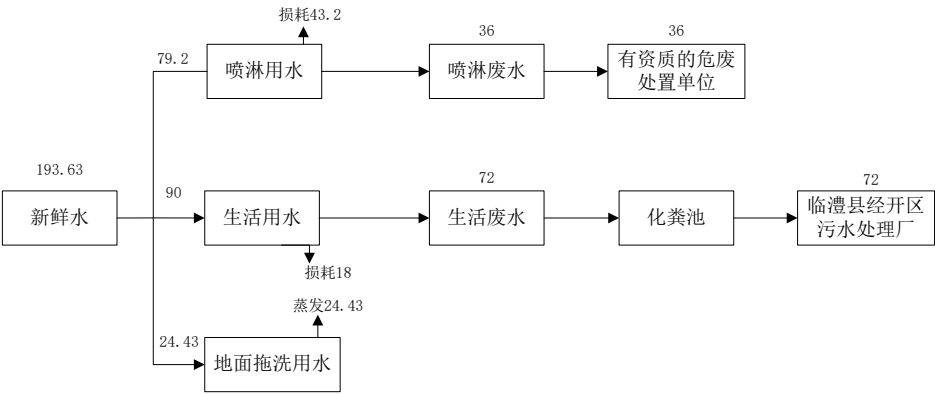 损耗43.2
79.2
喷淋用水
36
喷淋废水
36
有资质的危废
处置单位
193.63
新鲜水
90
生活用水
损耗18
72
生活废水
化粪池
72
临澧县经开区
污水处理厂
蒸发24.43
24.43
地面拖洗用水